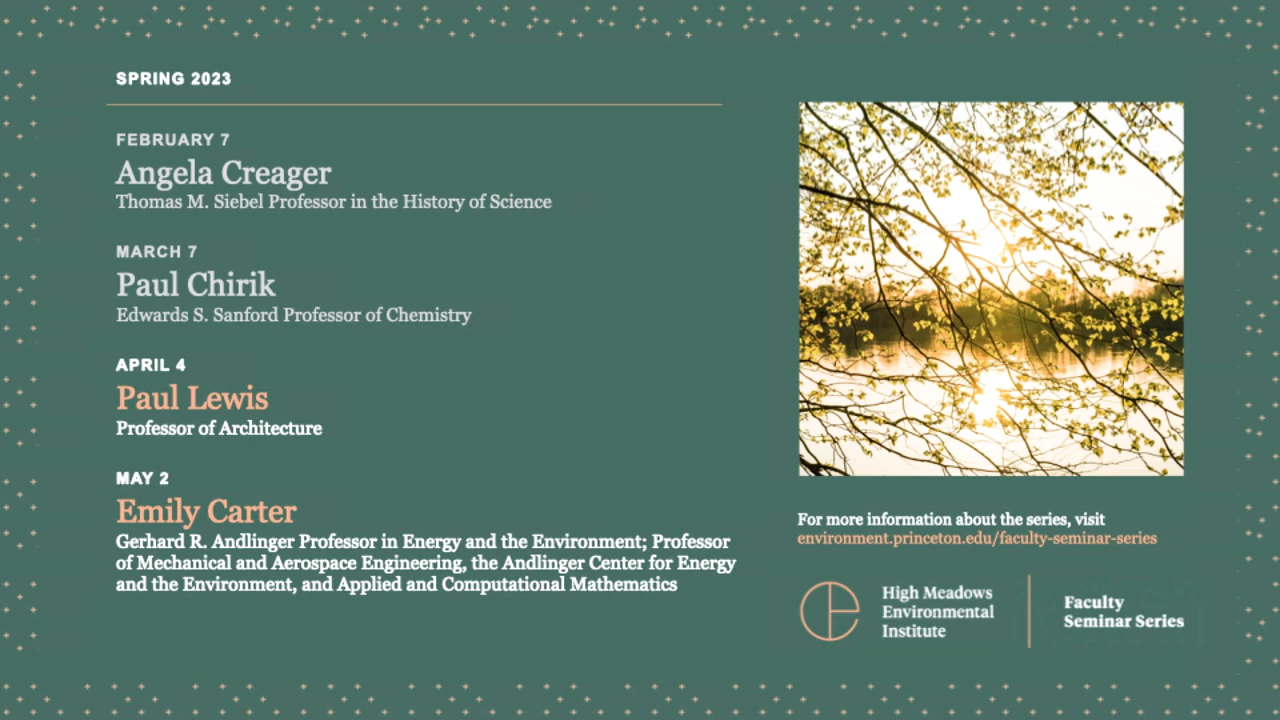 SPRING 2023
FEBRUARY 7
Angela Creager
Thomas M. Siebel Professor in the History of Science
MARCH 7
Paul Chirik
Edwards S. Sanford Professor of Chemistry
APRIL 4
Paul Lewis
Professor of Architecture
MAY 2
Emily Carter
Gerhard R. Andlinger Professor in Energy and the Environment; Professor
of Mechanical and Aerospace Engineering, the Andlinger Center for Energy
and the Environment, and Applied and Computational Mathematics
For more information about the series, visit
environment.princeton.edu/faculty-seminar-series
High Meadows
Environmental
Institute
Faculty
Seminar Series